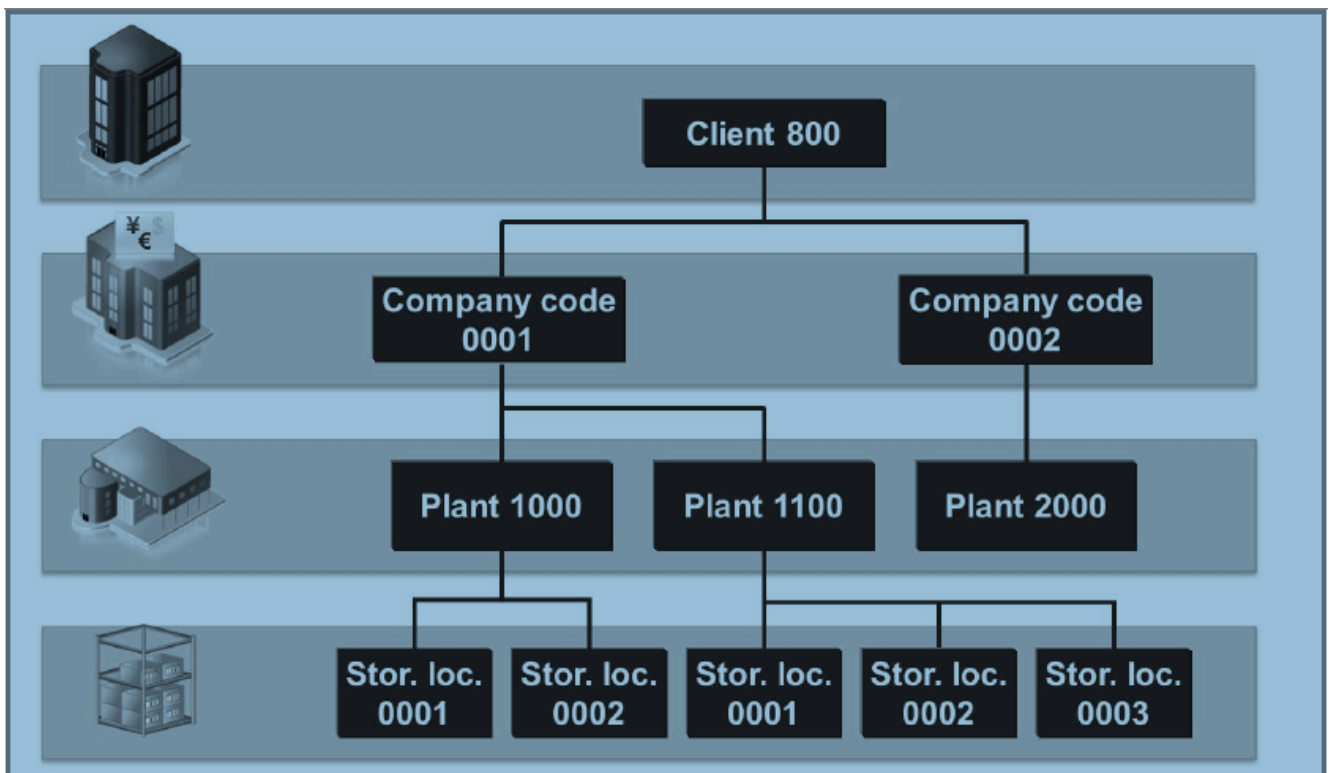 Client 800
¥ $
€
Company code
0001
Company code
0002
Plant 1000
Plant 1100
Plant 2000
Stor. loc.
0001
Stor. loc.
0002
Stor. loc.
0001
Stor. loc.
0002
Stor. loc.
0003